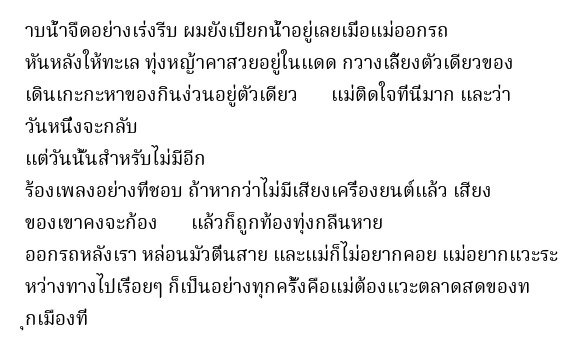 าบน้ำจืดอย่างเร่งรีบ ผมยังเปียกน้ำอยู่เลยเมื่อแม่ออกรถ
หันหลังให้ทะเล ทุ่งหญ้าคาสวยอยู่ในแดด กวางเลี้ยงตัวเดียวของ
เดินเกะกะหาของกินง่วนอยู่ตัวเดียว แม่ติดใจที่นี่มาก และว่า
วันหนึ่งจะกลับ
แต่วันนั้นสำหรับไม่มีอีก
ร้องเพลงอย่างที่ชอบ ถ้าหากว่าไม่มีเสียงเครื่องยนต์แล้ว เสียง
ของเขาคงจะก้อง แล้วก็ถูกท้องทุ่งกลืนหาย
ออกรถหลังเรา หล่อนมัวตื่นสาย และแม่ก็ไม่อยากคอย แม่อยากแวะระ
หว่างทางไปเรื่อยๆ ก็เป็นอย่างทุกครั้งคือแม่ต้องแวะตลาดสดของท
ุกเมืองที่